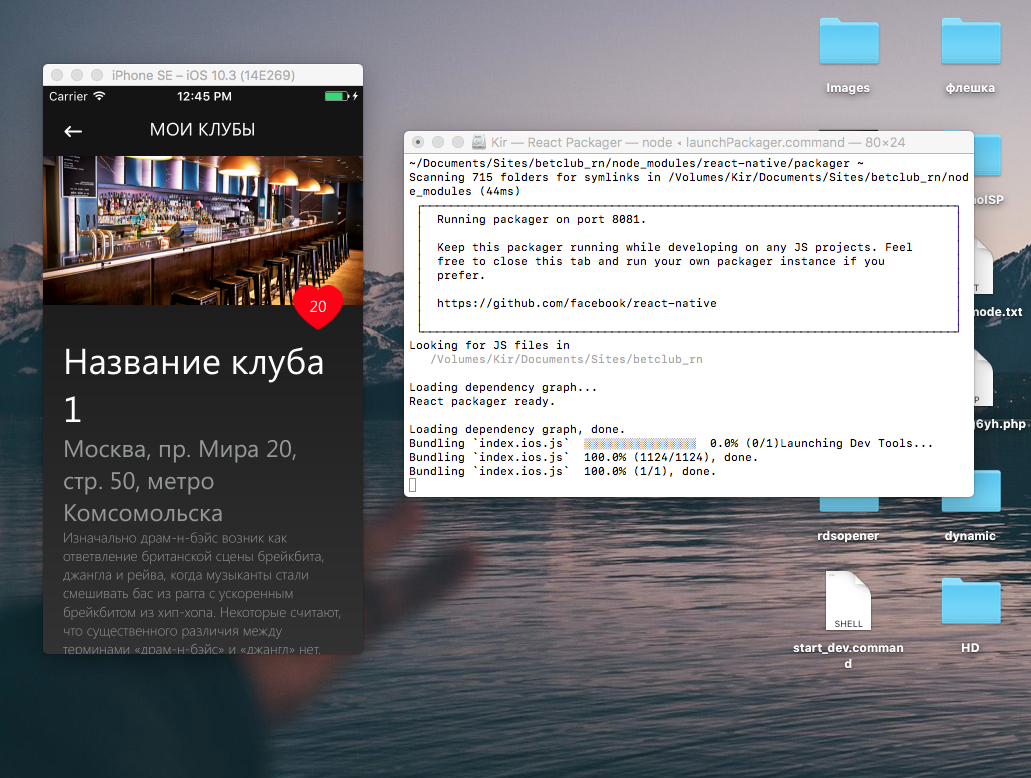 iPhone SE – iOS 10.3 (14E269)
Carrier
12:45 PM
МОИ КЛУБЫ
20
Название клуба
1
Москва, пр. Мира 20,
стр. 50, метро
Комсомольска
Изначально драм-н-бэйс возник как
ответвление британской сцены брейкбита,
джангла и рейва, когда музыканты стали
смешивать бас из рагга с ускоренным
брейкбитом из хип-хопа. Некоторые считают,
что существенного различия между
терминами «драм-н-бэйс» и «джангл» нет.
Kir — React Packager — node ◂ launchPackager.command — 80×24
~/Documents/Sites/betclub_rn/node_modules/react-native/packager ~
Scanning 715 folders for symlinks in /Volumes/Kir/Documents/Sites/betclub_rn/nod
e_modules (44ms)
Running packager on port 8081.
Keep this packager running while developing on any JS projects. Feel
free to close this tab and run your own packager instance if you
prefer.
https://github.com/facebook/react-native
Looking for JS files in
/Volumes/Kir/Documents/Sites/betclub_rn
Loading dependency graph...
React packager ready.
Loading dependency graph, done.
Bundling `index.ios.js` 0.0% (0/1)Launching Dev Tools...
Bundling `index.ios.js` 100.0% (1124/1124), done.
Bundling `index.ios.js` 100.0% (1/1), done.
Images
флешка
noISP
node.txt
g6yh.php
rdsopener
dynamic
SHELL
start_dev.comman
d
HD